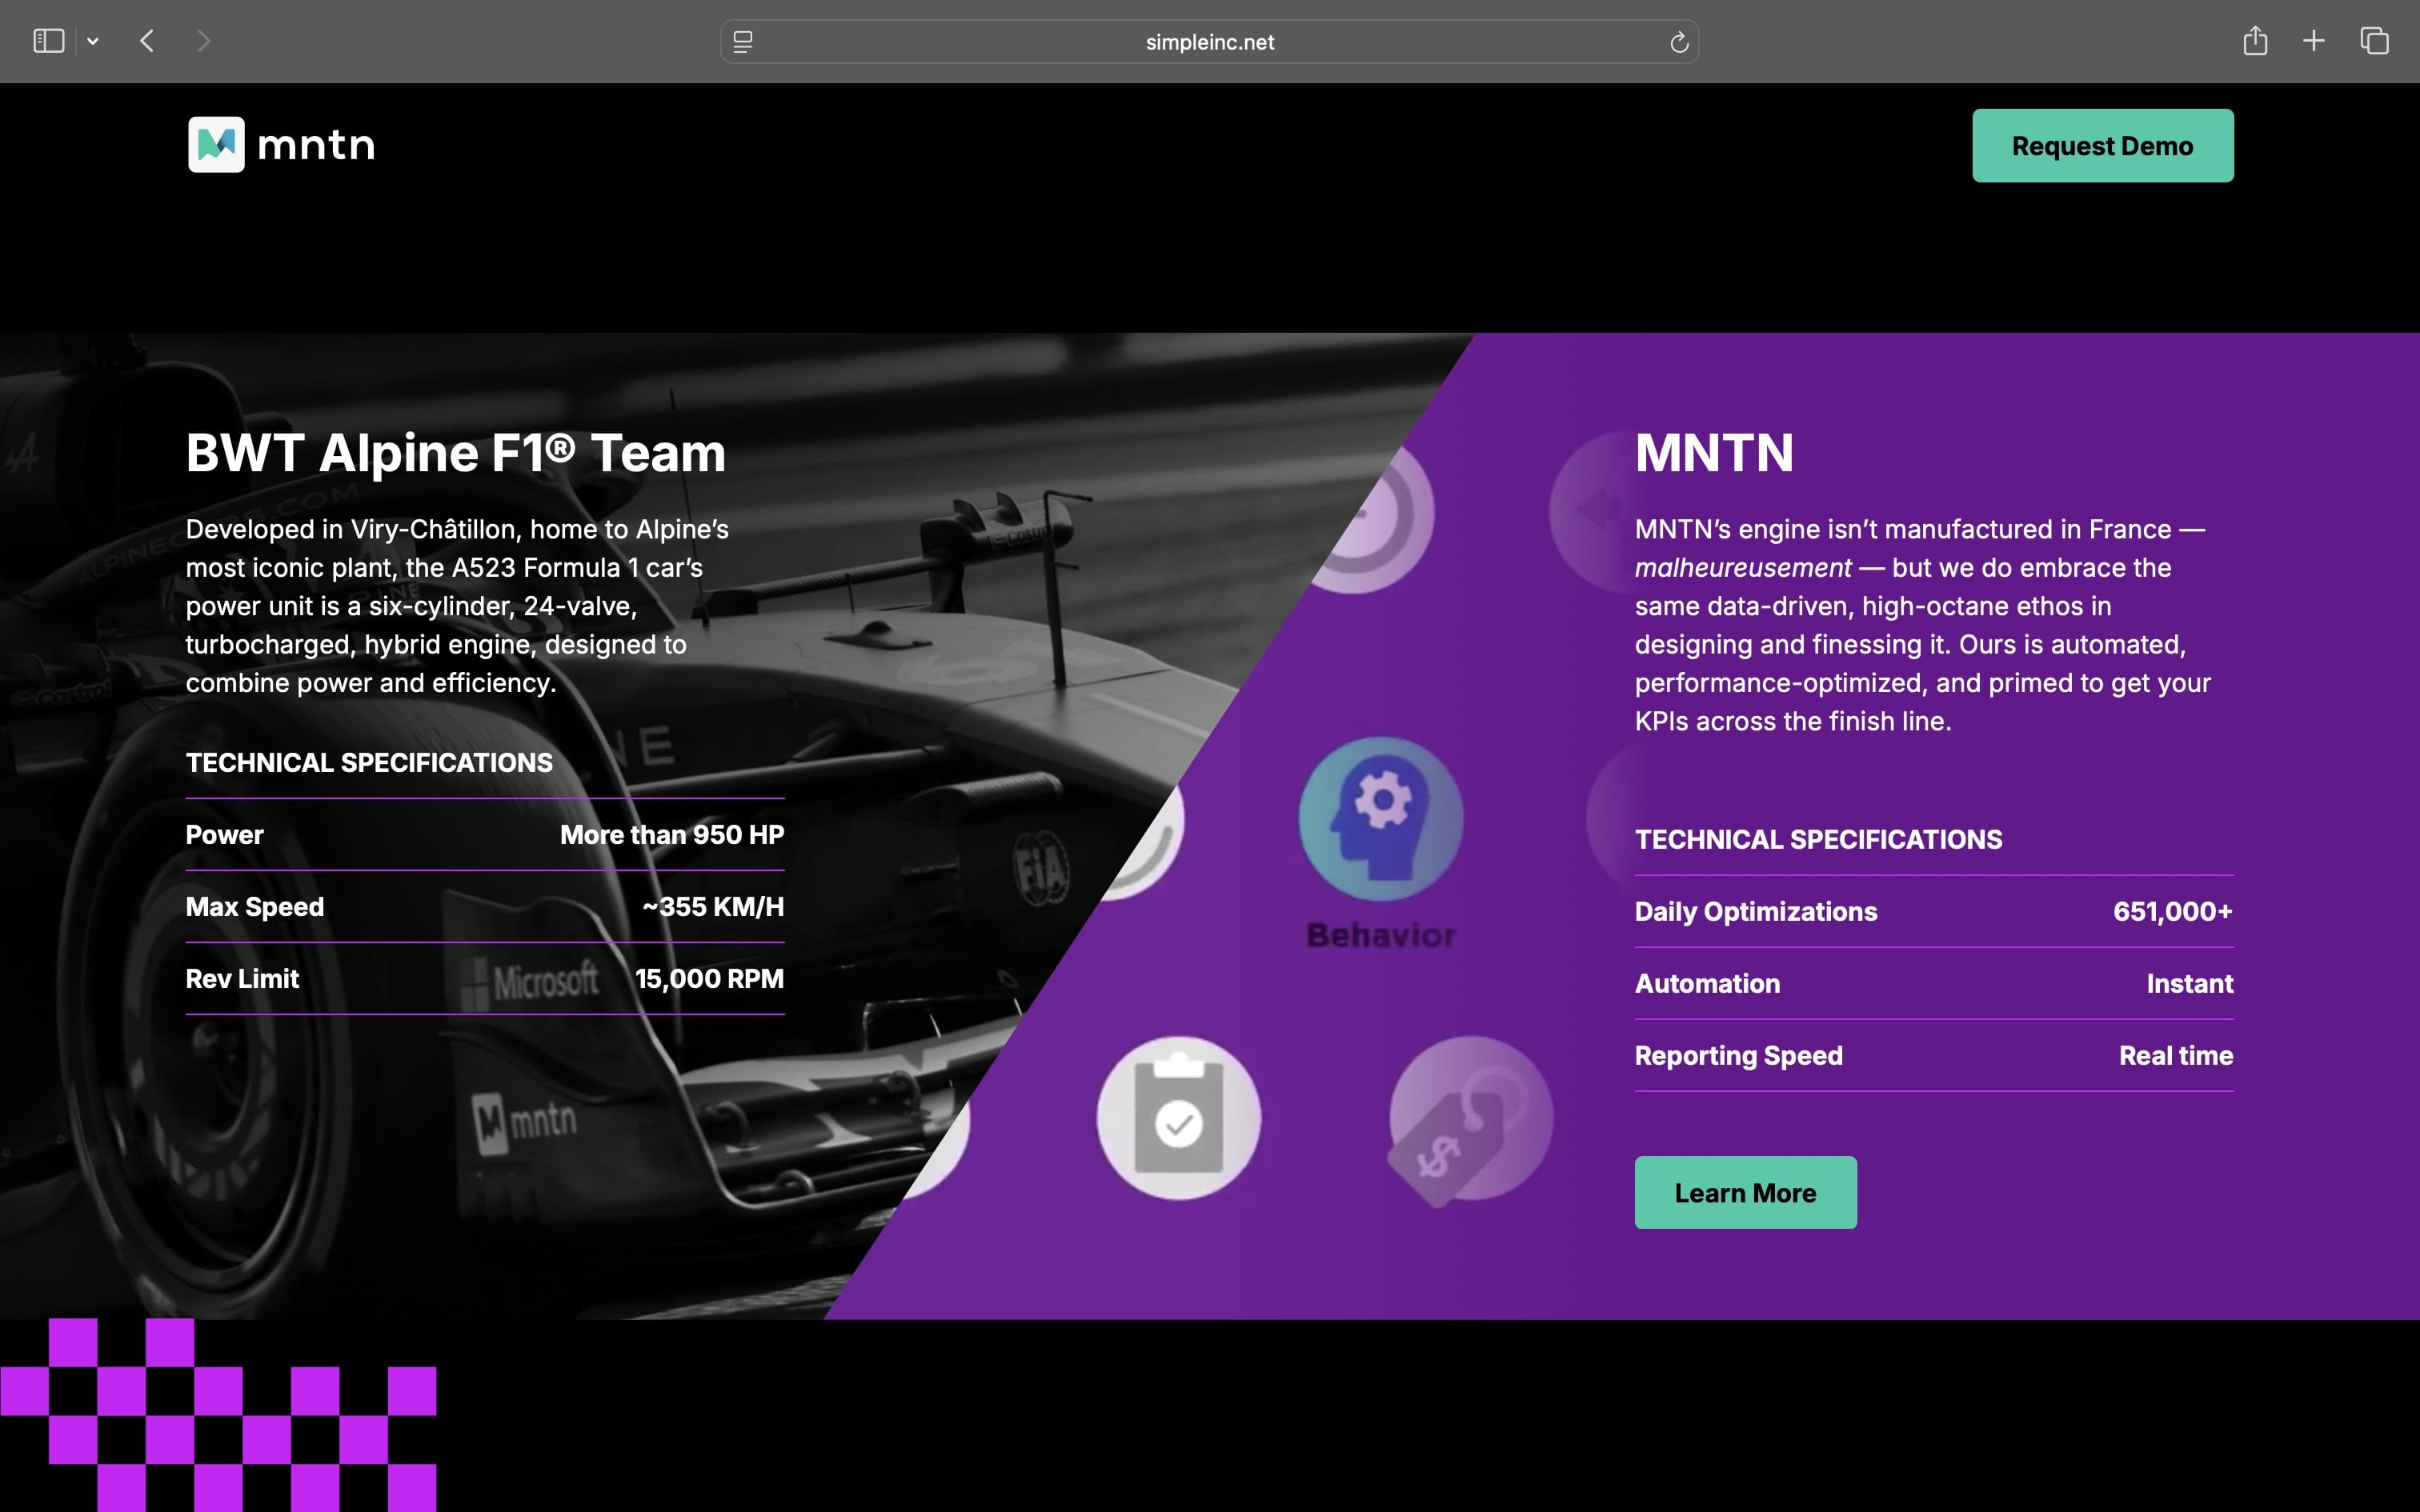 simpleinc.net
mntn
Request Demo
BWT Alpine F1® Team
Developed in Viry-Châtillon, home to Alpine’s
most iconic plant, the A523 Formula 1 car’s
power unit is a six-cylinder, 24-valve,
turbocharged, hybrid engine, designed to
combine power and efficiency.
TECHNICAL SPECIFICATIONS
Power More than 950 HP
Max Speed ~355 KM/H
Rev Limit 15,000 RPM
Castrol
Castrol
FiA
Microsoft
mntn
Behavior
MNTN
MNTN’s engine isn’t manufactured in France —
malheureusement — but we do embrace the
same data-driven, high-octane ethos in
designing and finessing it. Ours is automated,
performance-optimized, and primed to get your
KPIs across the finish line.
TECHNICAL SPECIFICATIONS
Daily Optimizations 651,000+
Automation Instant
Reporting Speed Real time
Learn More